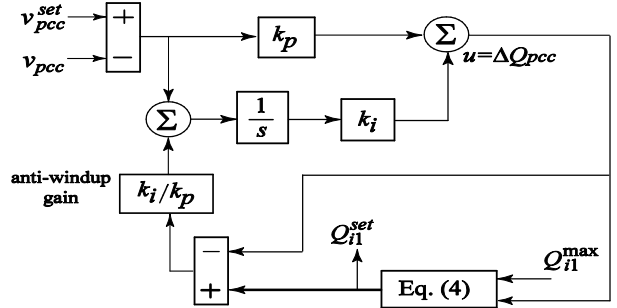 v_pcc^set
+
−
v_pcc
k_p
Σ
u=ΔQ_pcc
Σ
1/s
k_i
anti-windup
gain
k_i/k_p
−
+
Q_i1^set
Eq. (4)
Q_i1^max